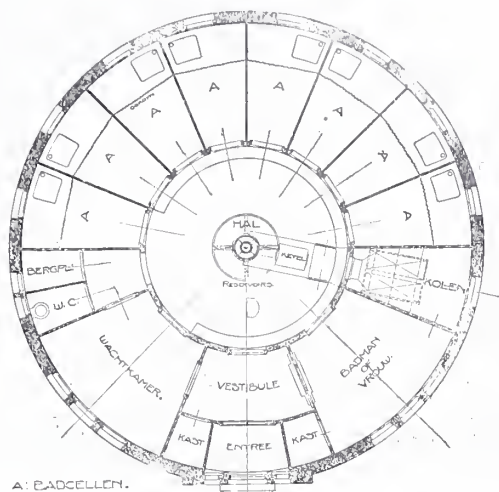 A
A
A
A
A
A
A
HAL
KETEL
RESERVOIRS
BERGPL.
W.C.
KOLEN
WACHTKAMER.
BADMAN
OF
VROUW.
VESTIBULE
KAST
ENTREE
KAST
A: BADCELLEN.